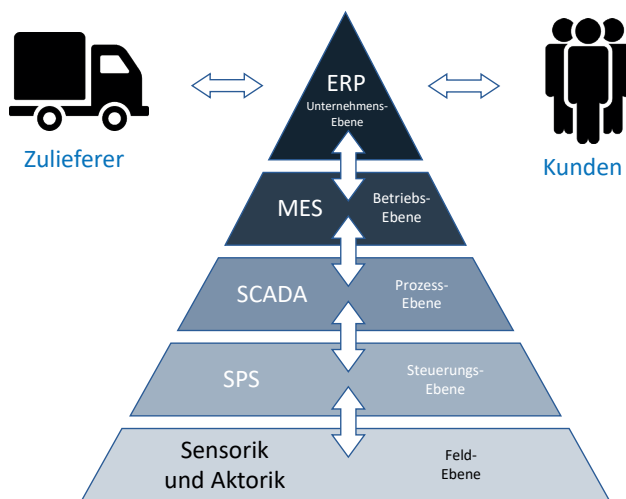 ERP
Unternehmens-
Ebene
Zulieferer
Kunden
MES
Betriebs-
Ebene
SCADA
Prozess-
Ebene
SPS
Steuerungs-
Ebene
Sensorik
und Aktorik
Feld-
Ebene